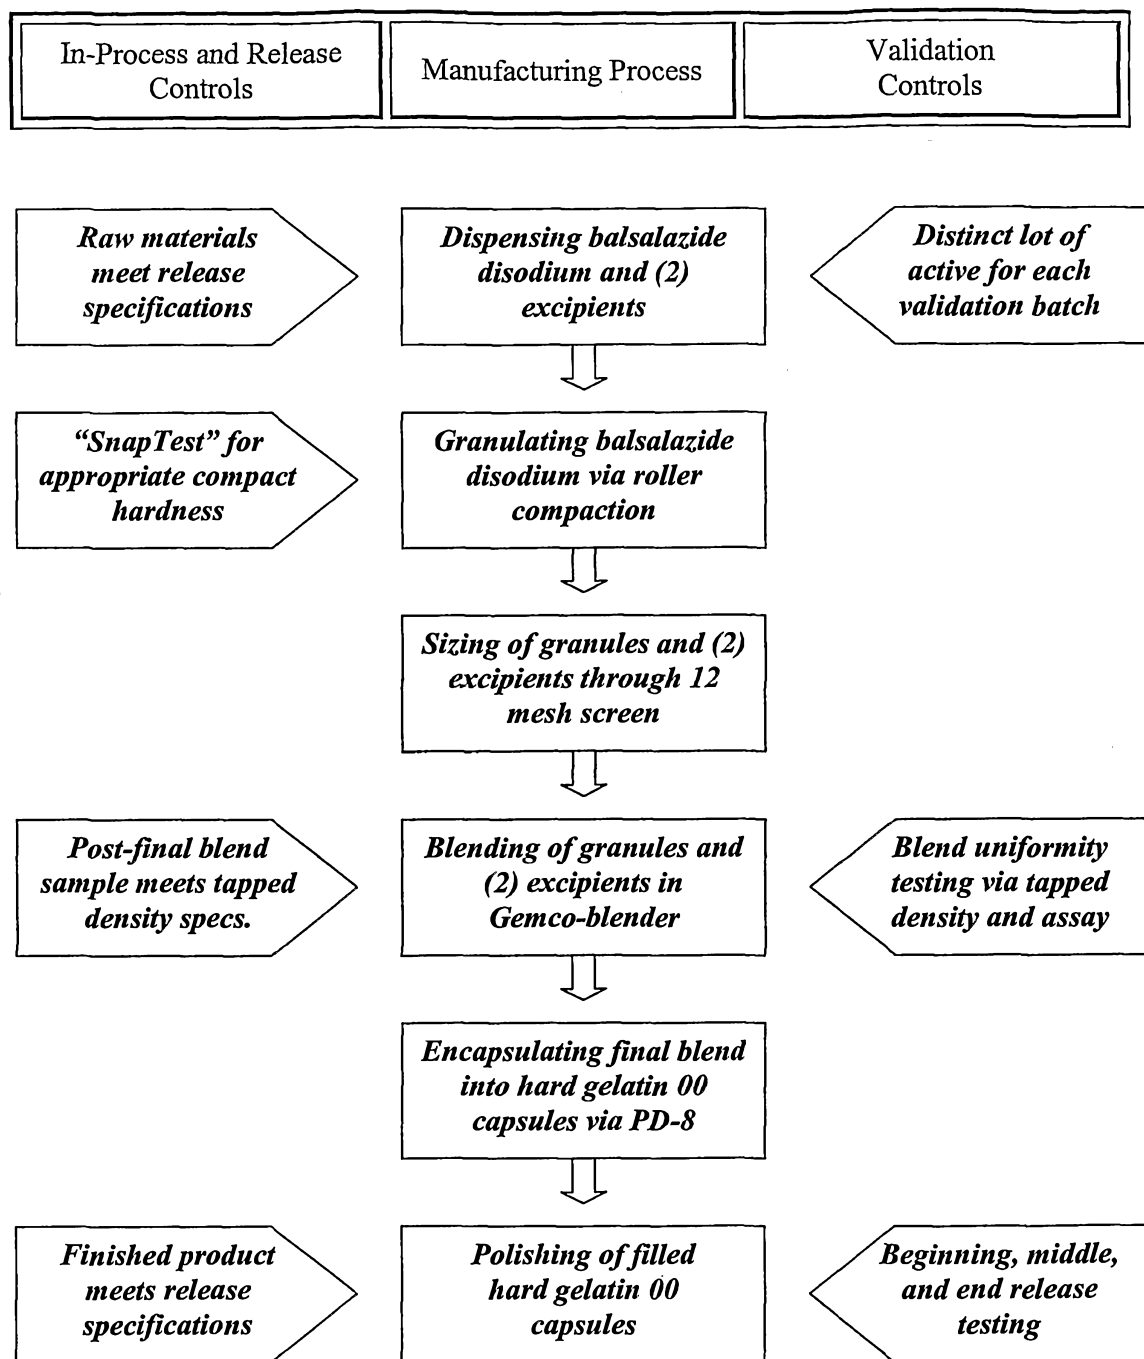 In-Process and Release
Controls
Manufacturing Process
Validation
Controls
Raw materials
meet release
specifications
Dispensing balsalazide
disodium and (2)
excipients
Distinct lot of
active for each
validation batch
“SnapTest” for
appropriate compact
hardness
Granulating balsalazide
disodium via roller
compaction
Sizing of granules and (2)
excipients through 12
mesh screen
Post-final blend
sample meets tapped
density specs.
Blending of granules and
(2) excipients in
Gemco-blender
Blend uniformity
testing via tapped
density and assay
Encapsulating final blend
into hard gelatin 00
capsules via PD-8
Finished product
meets release
specifications
Polishing of filled
hard gelatin 00
capsules
Beginning, middle,
and end release
testing